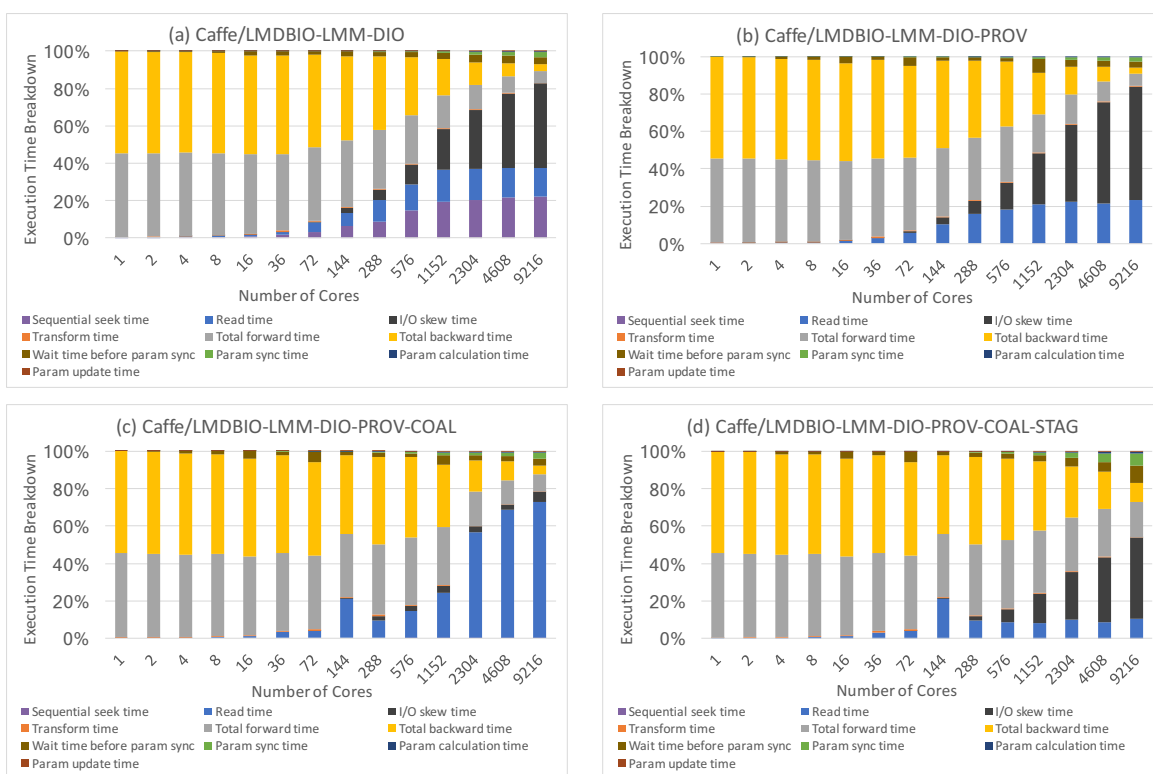 (a) Caffe/LMDBIO-LMM-DIO
Execution Time Breakdown
100%
80%
60%
40%
20%
0%
1 2 4 8 16 36 72 144 288 576 1152 2304 4608 9216
Number of Cores
Sequential seek time Read time I/O skew time
Transform time Total forward time Total backward time
Wait time before param sync Param sync time Param calculation time
Param update time
(b) Caffe/LMDBIO-LMM-DIO-PROV
Execution Time Breakdown
100%
80%
60%
40%
20%
0%
1 2 4 8 16 36 72 144 288 576 1152 2304 4608 9216
Number of Cores
Sequential seek time Read time I/O skew time
Transform time Total forward time Total backward time
Wait time before param sync Param sync time Param calculation time
Param update time
(c) Caffe/LMDBIO-LMM-DIO-PROV-COAL
Execution Time Breakdown
100%
80%
60%
40%
20%
0%
1 2 4 8 16 36 72 144 288 576 1152 2304 4608 9216
Number of Cores
Sequential seek time Read time I/O skew time
Transform time Total forward time Total backward time
Wait time before param sync Param sync time Param calculation time
Param update time
(d) Caffe/LMDBIO-LMM-DIO-PROV-COAL-STAG
Execution Time Breakdown
100%
80%
60%
40%
20%
0%
1 2 4 8 16 36 72 144 288 576 1152 2304 4608 9216
Number of Cores
Sequential seek time Read time I/O skew time
Transform time Total forward time Total backward time
Wait time before param sync Param sync time Param calculation time
Param update time